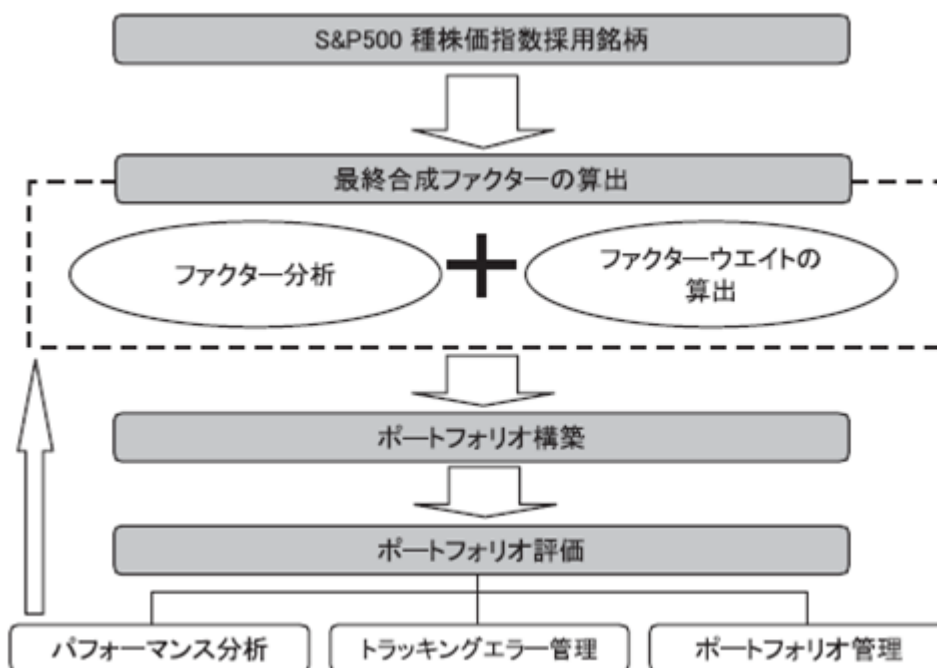 S&P500 種株価指数採用銘柄
最終合成ファクターの算出
ファクター分析
ファクターウエイトの
算出
ポートフォリオ構築
ポートフォリオ評価
パフォーマンス分析
トラッキングエラー管理
ポートフォリオ管理